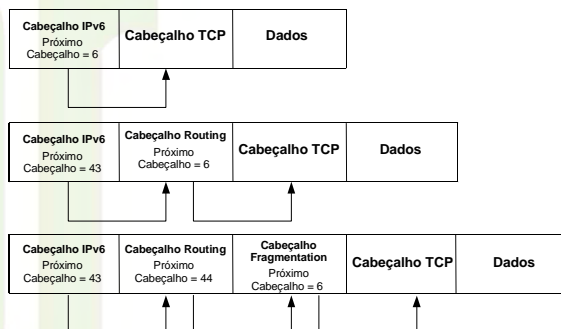 Cabeçalho IPv6
Próximo
Cabeçalho = 6
Cabeçalho TCP
Dados
Cabeçalho IPv6
Próximo
Cabeçalho = 43
Cabeçalho Routing
Próximo
Cabeçalho = 6
Cabeçalho TCP
Dados
Cabeçalho IPv6
Próximo
Cabeçalho = 43
Cabeçalho Routing
Próximo
Cabeçalho = 44
Cabeçalho
Fragmentation
Próximo
Cabeçalho = 6
Cabeçalho TCP
Dados